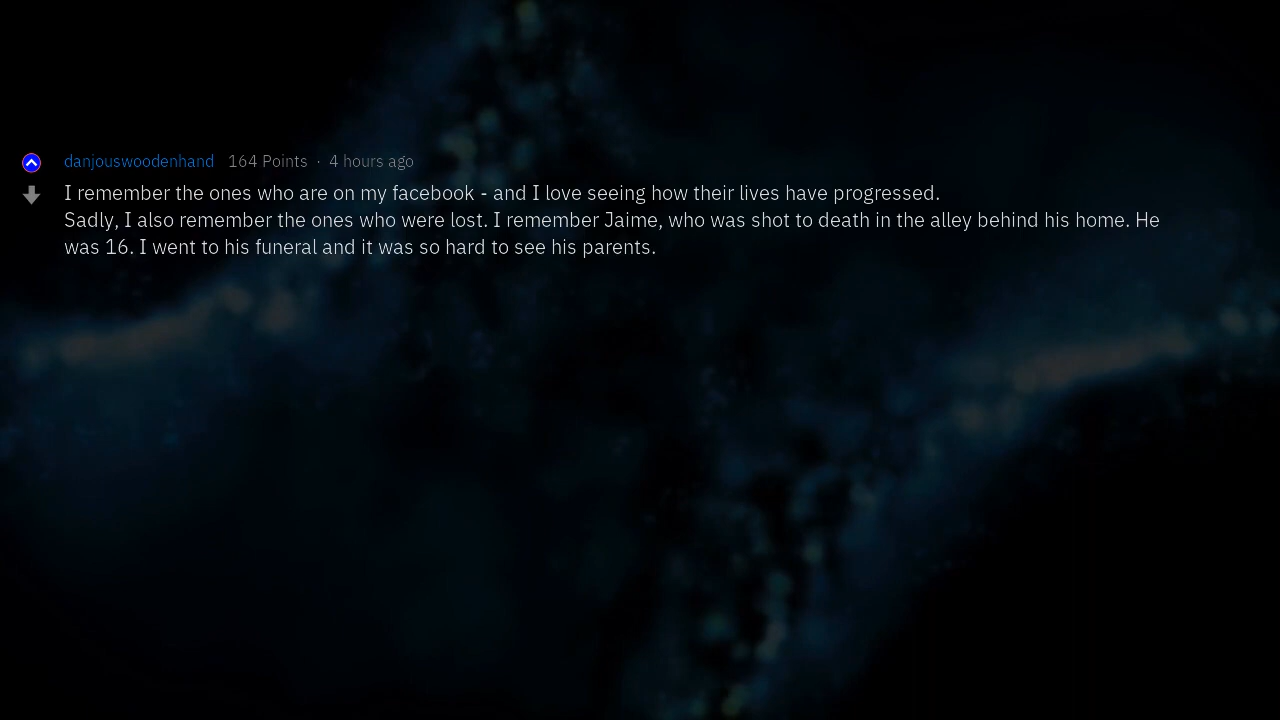 danjouswoodenhand 164 Points · 4 hours ago
I remember the ones who are on my facebook - and I love seeing how their lives have progressed.
Sadly, I also remember the ones who were lost. I remember Jaime, who was shot to death in the alley behind his home. He
was 16. I went to his funeral and it was so hard to see his parents.